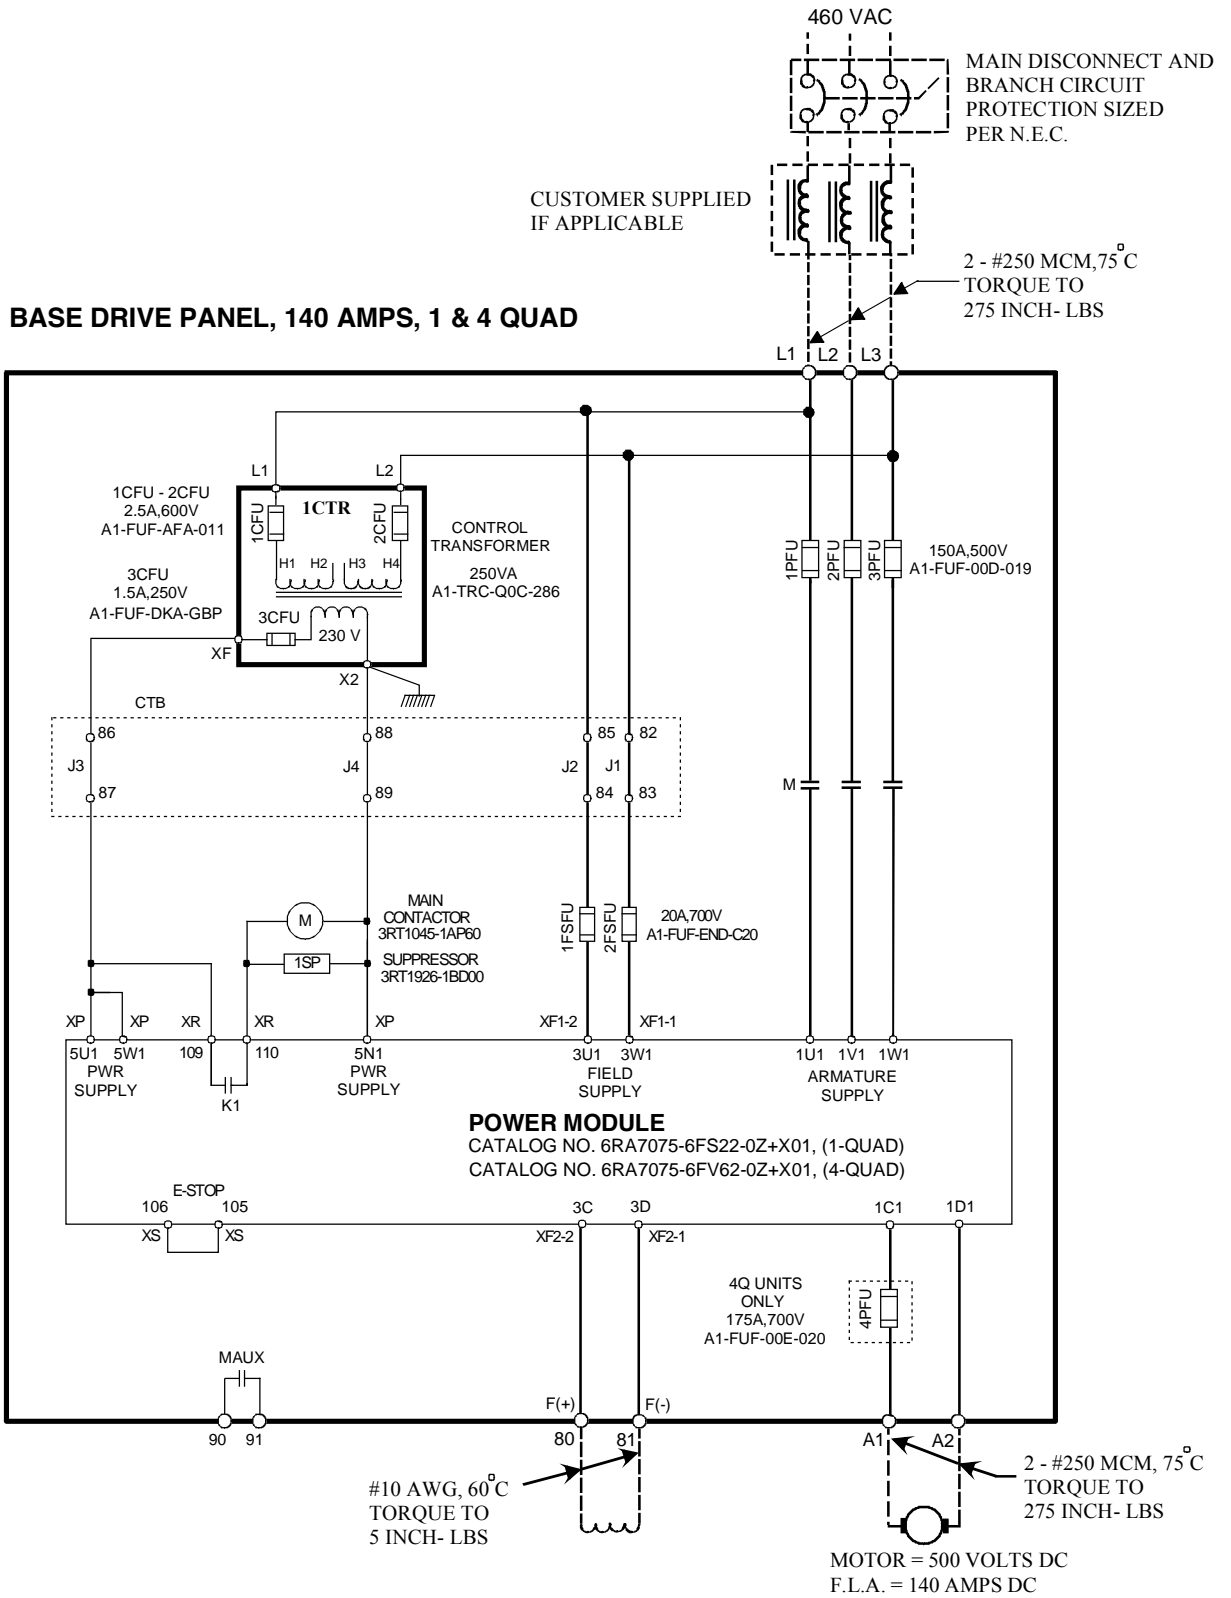 460 VAC
MAIN DISCONNECT AND
BRANCH CIRCUIT
PROTECTION SIZED
PER N.E.C.
CUSTOMER SUPPLIED
IF APPLICABLE
2 - #250 MCM,75°C
TORQUE TO
275 INCH- LBS
BASE DRIVE PANEL, 140 AMPS, 1 & 4 QUAD
L1 L2 L3
L1 L2
1CFU - 2CFU
2.5A,600V
A1-FUF-AFA-011
1CFU
1CTR
2CFU
CONTROL
TRANSFORMER
250VA
A1-TRC-Q0C-286
H1 H2 H3 H4
3CFU
1.5A,250V
A1-FUF-DKA-GBP
3CFU
230 V
XF
X2
1PFU
2PFU
3PFU
150A,500V
A1-FUF-00D-019
CTB
86 88 85 82
J3 J4 J2 J1
87 89 84 83
M
M
MAIN
CONTACTOR
3RT1045-1AP60
1SP
SUPPRESSOR
3RT1926-1BD00
1FSFU
2FSFU
20A,700V
A1-FUF-END-C20
XP XP XR XR XP XF1-2 XF1-1
5U1 5W1 109 110 5N1 3U1 3W1 1U1 1V1 1W1
PWR
SUPPLY
K1
PWR
SUPPLY
FIELD
SUPPLY
ARMATURE
SUPPLY
POWER MODULE
CATALOG NO. 6RA7075-6FS22-0Z+X01, (1-QUAD)
CATALOG NO. 6RA7075-6FV62-0Z+X01, (4-QUAD)
E-STOP
106 105
XS XS
3C 3D 1C1 1D1
XF2-2 XF2-1
4Q UNITS
ONLY
175A,700V
A1-FUF-00E-020
4PFU
MAUX
90 91
F(+) F(-)
80 81
A1 A2
#10 AWG, 60°C
TORQUE TO
5 INCH- LBS
2 - #250 MCM, 75°C
TORQUE TO
275 INCH- LBS
MOTOR = 500 VOLTS DC
F.L.A. = 140 AMPS DC